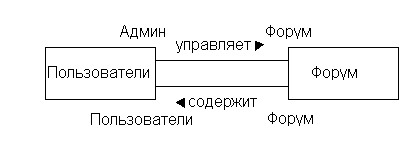 Админ Форум
управляет ►
Пользователи Форум
◄ содержит
Пользователи Форум